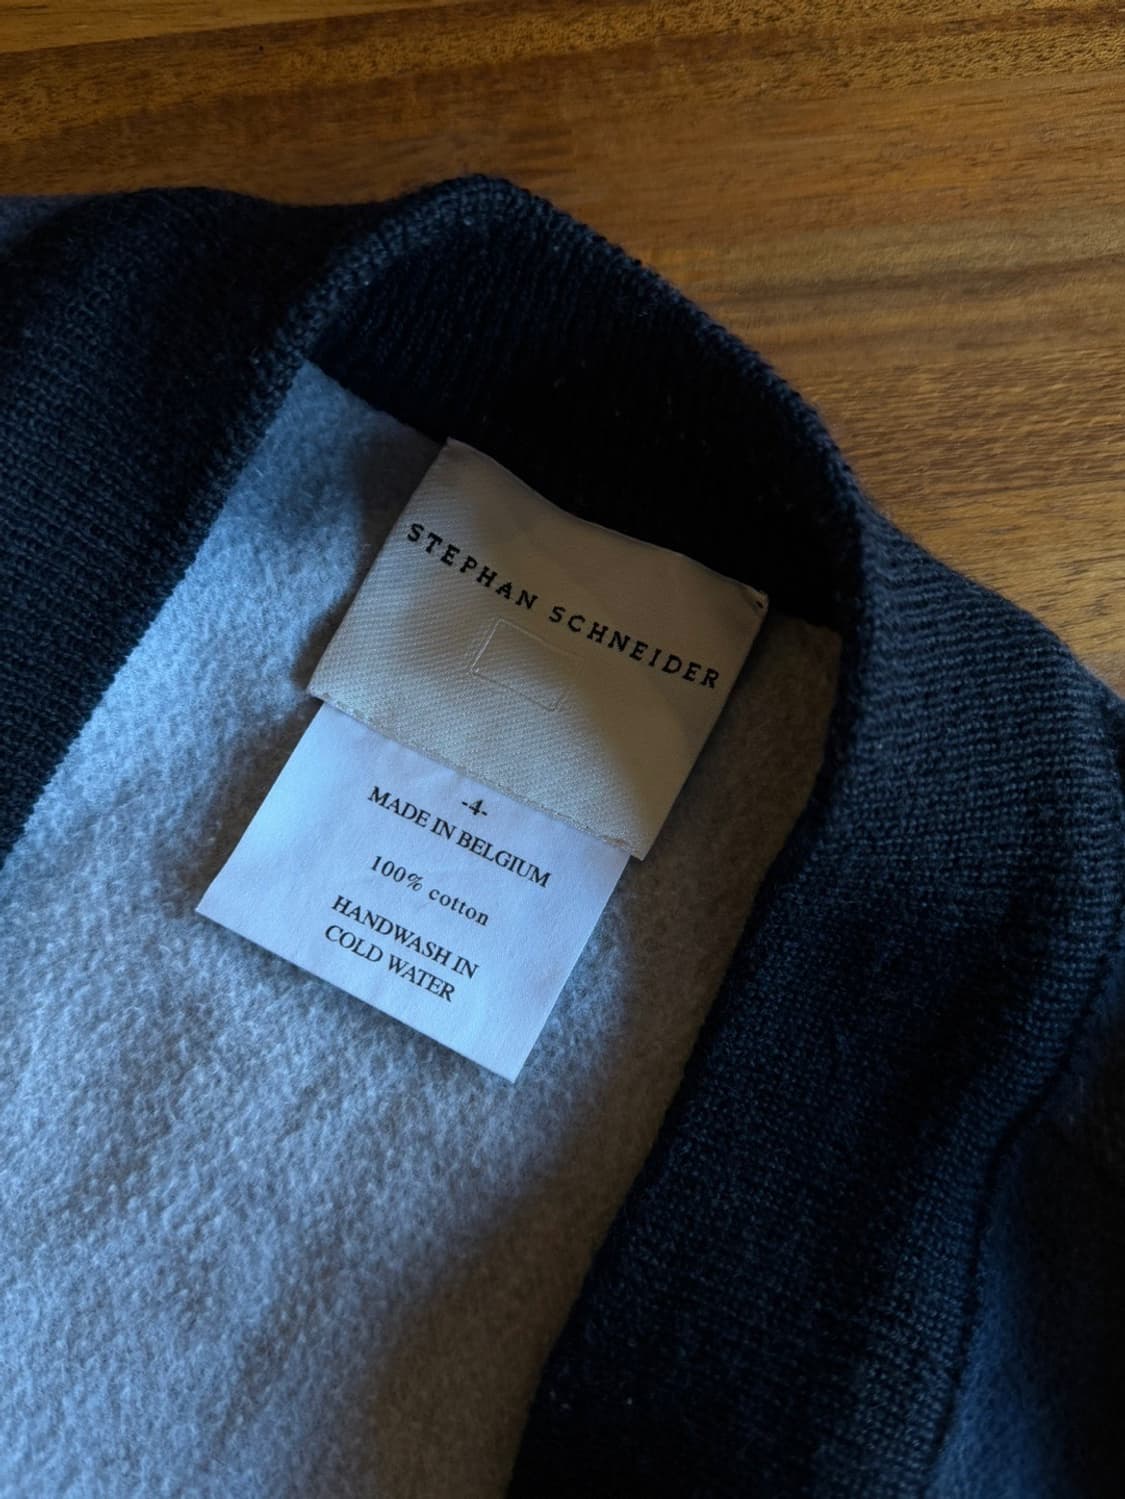 STEPHAN SCHNEIDER
-4-
MADE IN BELGIUM
100% cotton
HANDWASH IN
COLD WATER